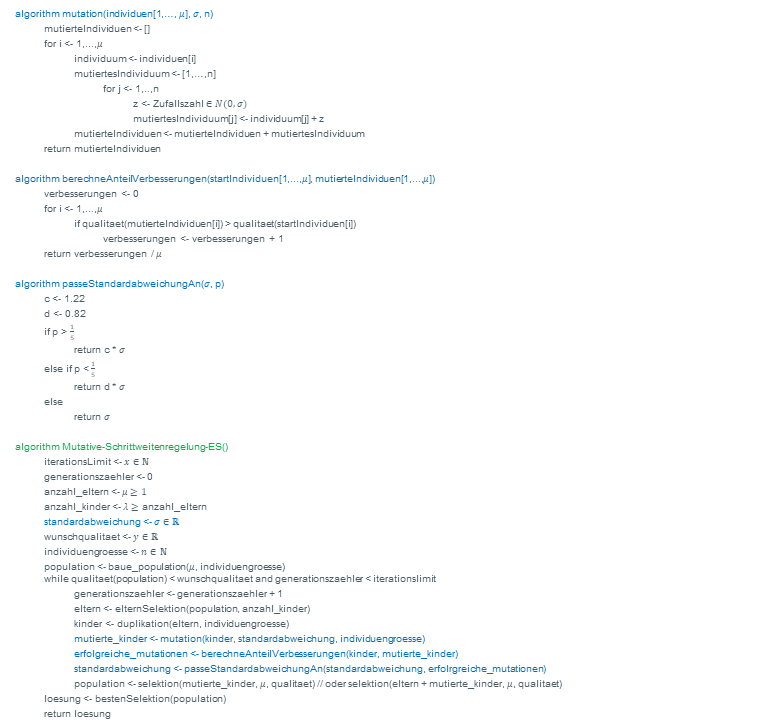 algorithm mutation(individuen[1,..., μ], σ, n)
mutierteIndividuen <- []
for i <- 1,...,μ
individuum <- individuen[i]
mutiertesIndividuum <- [1,...,n]
for j <- 1,..,n
z <- Zufallszahl ∈ N(0,σ)
mutiertesIndividuum[j] <- individuum[j] + z
mutierteIndividuen <- mutierteIndividuen + mutiertesIndividuum
return mutierteIndividuen
algorithm berechneAnteilVerbesserungen(startIndividuen[1,...,μ], mutierteIndividuen[1,...,μ])
verbesserungen <- 0
for i <- 1,...,μ
if qualitaet(mutierteIndividuen[i]) > qualitaet(startIndividuen[i])
verbesserungen <- verbesserungen + 1
return verbesserungen / μ
algorithm passeStandardabweichungAn(σ, p)
c <- 1.22
d <- 0.82
if p > 1/5
return c * σ
else if p < 1/5
return d * σ
else
return σ
algorithm Mutative-Schrittweitenregelung-ES()
iterationsLimit <- x ∈ ℕ
generationszaehler <- 0
anzahl_eltern <- μ ≥ 1
anzahl_kinder <- λ ≥ anzahl_eltern
standardabweichung <- σ ∈ ℝ
wunschqualitaet <- y ∈ ℝ
individuengroesse <- n ∈ ℕ
population <- baue_population(μ, individuengroesse)
while qualitaet(population) < wunschqualitaet and generationszaehler < iterationslimit
generationszaehler <- generationszaehler + 1
eltern <- elternSelektion(population, anzahl_kinder)
kinder <- duplikation(eltern, individuengroesse)
mutierte_kinder <- mutation(kinder, standardabweichung, individuengroesse)
erfolgreiche_mutationen <- berechneAnteilVerbesserungen(kinder, mutierte_kinder)
standardabweichung <- passeStandardabweichungAn(standardabweichung, erfolrgreiche_mutationen)
population <- selektion(mutierte_kinder, μ, qualitaet) // oder selektion(eltern + mutierte_kinder, μ, qualitaet)
loesung <- bestenSelektion(population)
return loesung